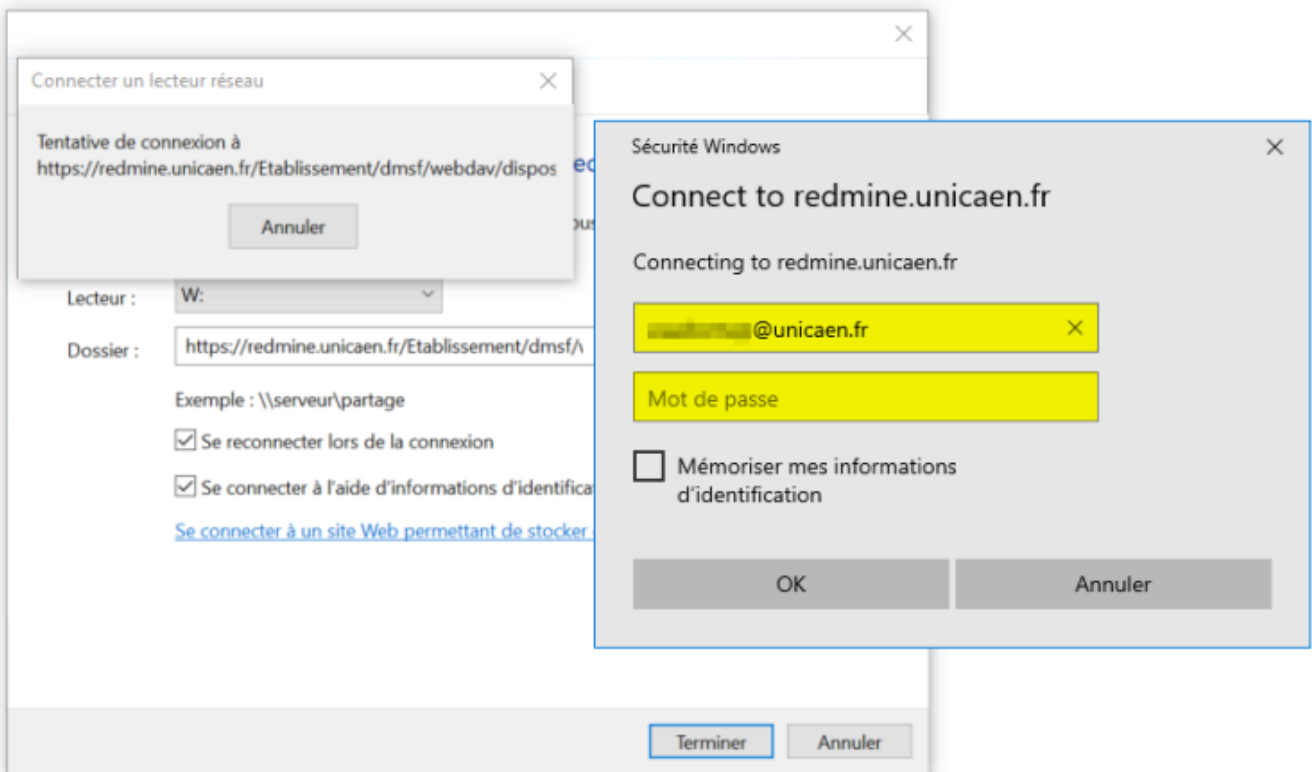 Connecter un lecteur réseau
Tentative de connexion à
https://redmine.unicaen.fr/Etablissement/dmsf/webdav/dispos
Annuler
Lecteur :
W:
Dossier :
https://redmine.unicaen.fr/Etablissement/dmsf/
Exemple : \\serveur\partage
Se reconnecter lors de la connexion
Se connecter à l'aide d'informations
Se connecter à un site Web permettant de stocker
Terminer
Annuler
Sécurité Windows
Connect to redmine.unicaen.fr
Connecting to redmine.unicaen.fr
@unicaen.fr
Mot de passe
Mémoriser mes informations
d'identification
OK
Annuler